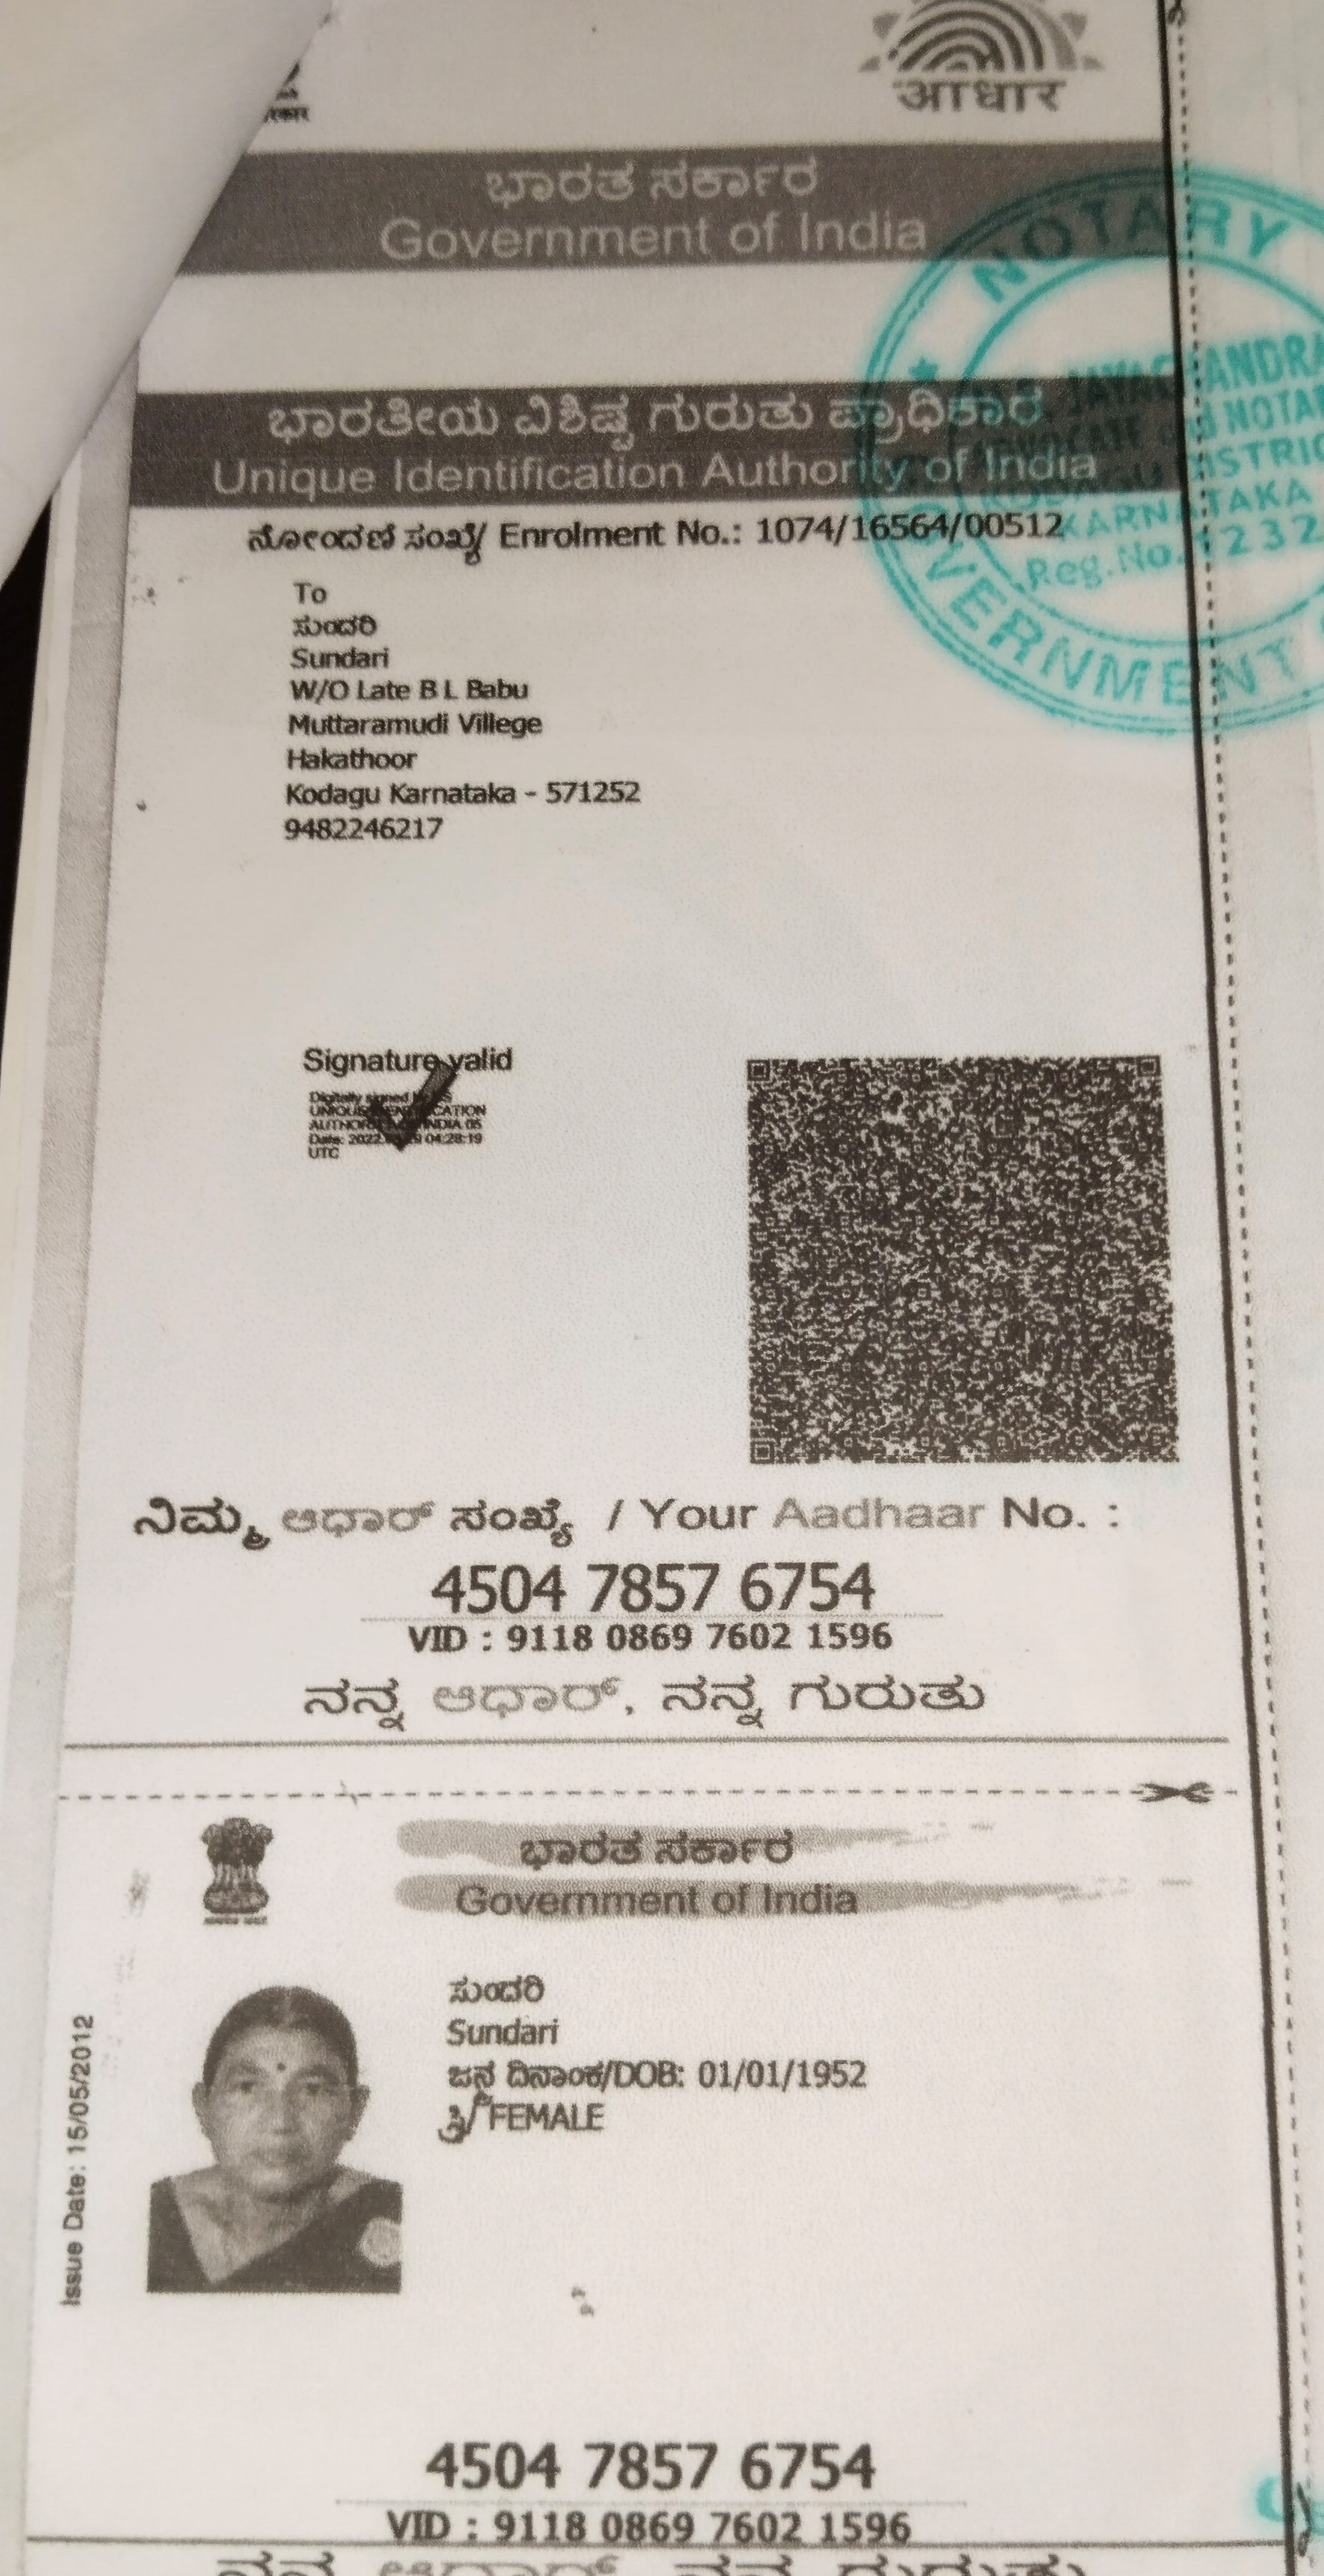 आधार
ಭಾರತ ಸರ್ಕಾರ
Government of India
NOTARY
ಭಾರತೀಯ ವಿಶಿಷ್ಟ ಗುರುತು ಪ್ರಾಧಿಕಾರ
Unique Identification Authority of India
KARNATAKA
Reg.No.
ನೋಂದಣಿ ಸಂಖ್ಯೆ/ Enrolment No.: 1074/16564/00512
To
ಸುಂದರಿ
Sundari
W/O Late B L Babu
Muttaramudi Villege
Hakathoor
Kodagu Karnataka - 571252
9482246217
Signature valid
Digitally signed
UTC
ನಿಮ್ಮ ಆಧಾರ್ ಸಂಖ್ಯೆ / Your Aadhaar No. :
4504 7857 6754
VID : 9118 0869 7602 1596
ನನ್ನ ಆಧಾರ್, ನನ್ನ ಗುರುತು
ಭಾರತ ಸರ್ಕಾರ
Government of India
Issue Date: 15/05/2012
ಸುಂದರಿ
Sundari
ಜನ್ಮ ದಿನಾಂಕ/DOB: 01/01/1952
ಸ್ತ್ರೀ/FEMALE
4504 7857 6754
VID : 9118 0869 7602 1596